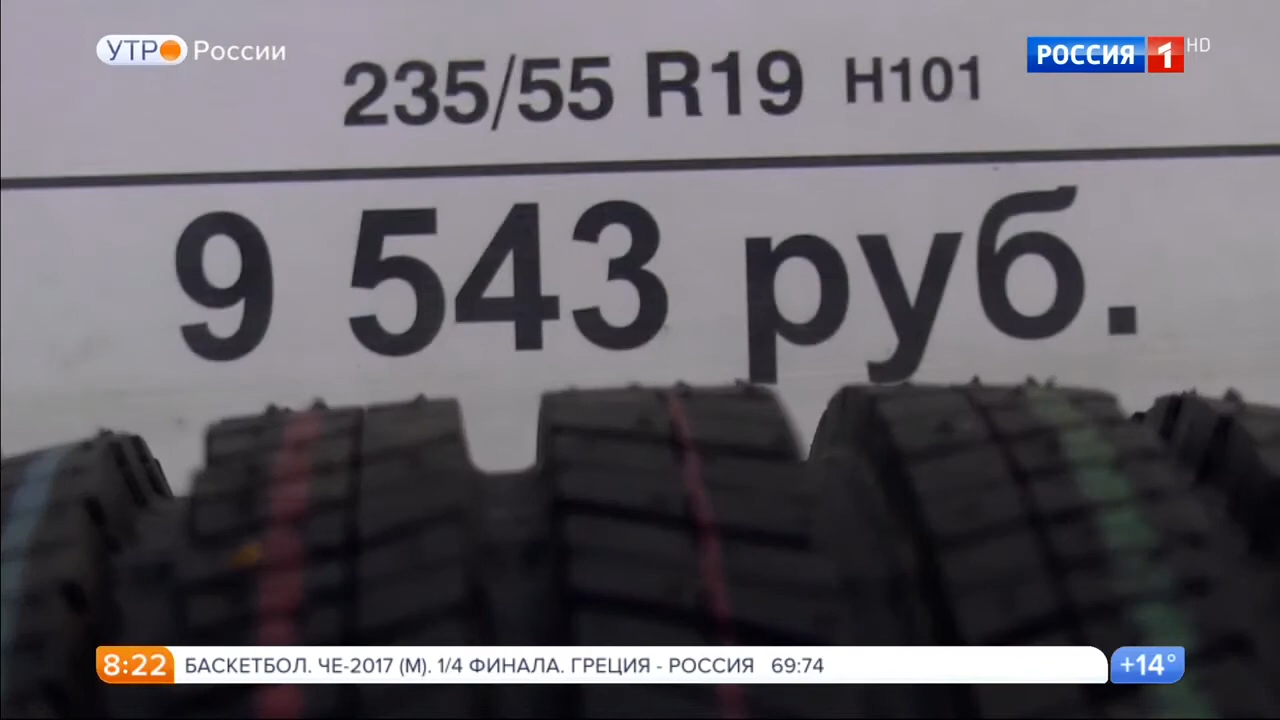 УТРО России
РОССИЯ 1 HD
235/55 R19 H101
9 543 руб.
8:22 БАСКЕТБОЛ. ЧЕ-2017 (М). 1/4 ФИНАЛА. ГРЕЦИЯ - РОССИЯ 69:74 +14°